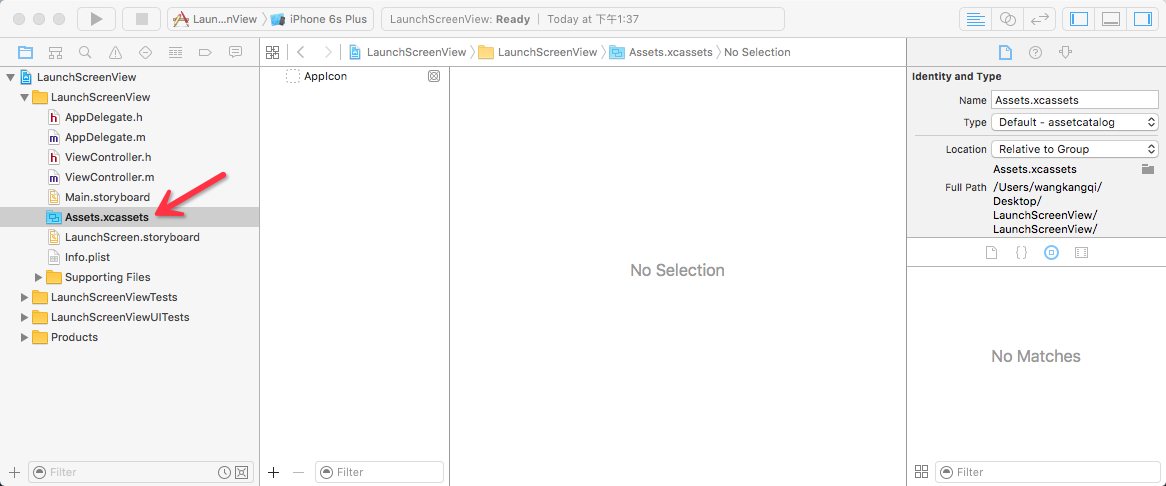 Laun...nView
iPhone 6s Plus
LaunchScreenView: Ready
Today at 下午1:37
LaunchScreenView
LaunchScreenView
Assets.xcassets
No Selection
LaunchScreenView
LaunchScreenView
AppDelegate.h
AppDelegate.m
ViewController.h
ViewController.m
Main.storyboard
Assets.xcassets
LaunchScreen.storyboard
Info.plist
Supporting Files
LaunchScreenViewTests
LaunchScreenViewUITests
Products
Filter
AppIcon
Filter
No Selection
Identity and Type
Name Assets.xcassets
Type Default - assetcatalog
Location Relative to Group
Assets.xcassets
Full Path /Users/wangkangqi/
Desktop/
LaunchScreenView/
LaunchScreenView/
No Matches
Filter